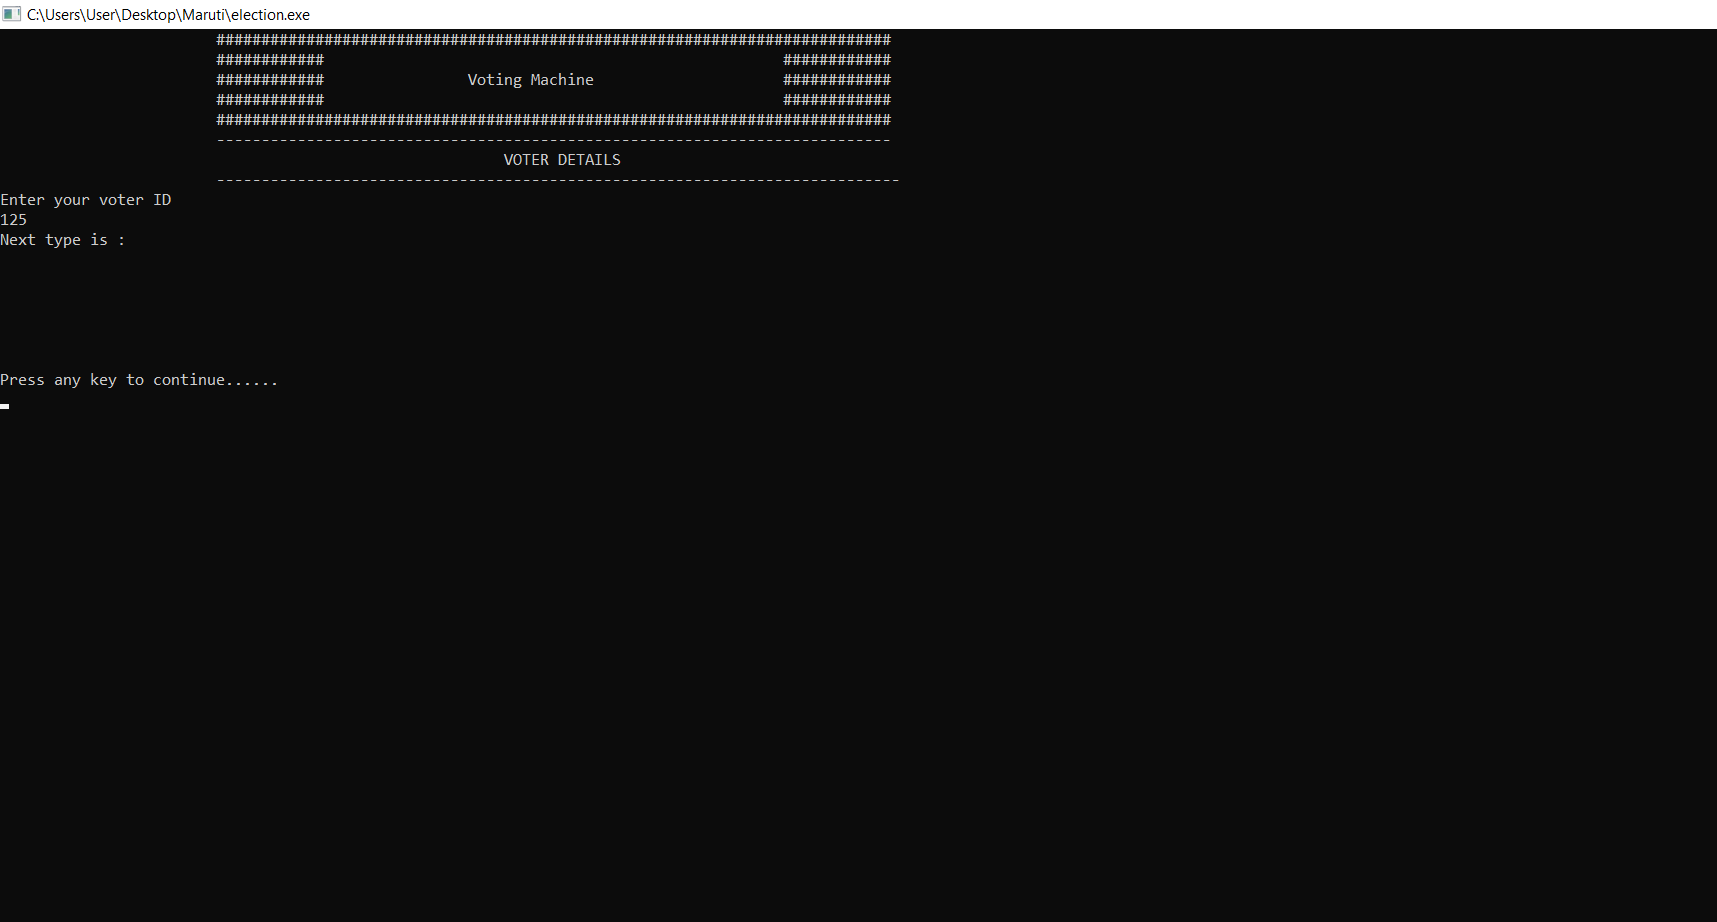 C:\Users\User\Desktop\Maruti\election.exe
###########################################################################
############ ############
############ Voting Machine ############
############ ############
###########################################################################
---------------------------------------------------------------------------
VOTER DETAILS
----------------------------------------------------------------------------
Enter your voter ID
125
Next type is :
Press any key to continue......